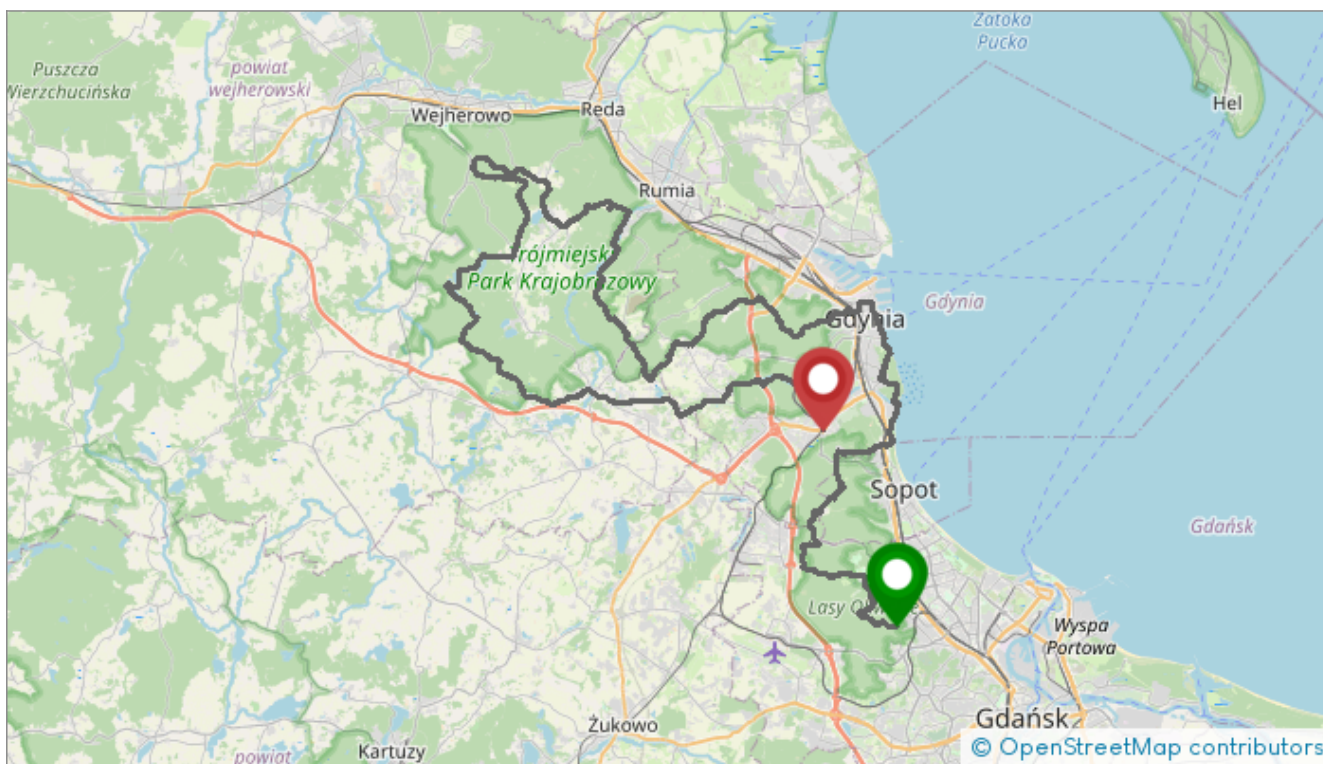 Zatoka
Pucka
Puszcza
Wierzchucińska
powiat
wejherowski
Hel
Reda
Wejherowo
Rumia
rójmiejsk
Park Krajobrazowy
Gdynia
Gdynia
Sopot
Gdańsk
Lasy O
Wyspa
Portowa
Gdańsk
Żukowo
Kartuzy
powiat
© OpenStreetMap contributors